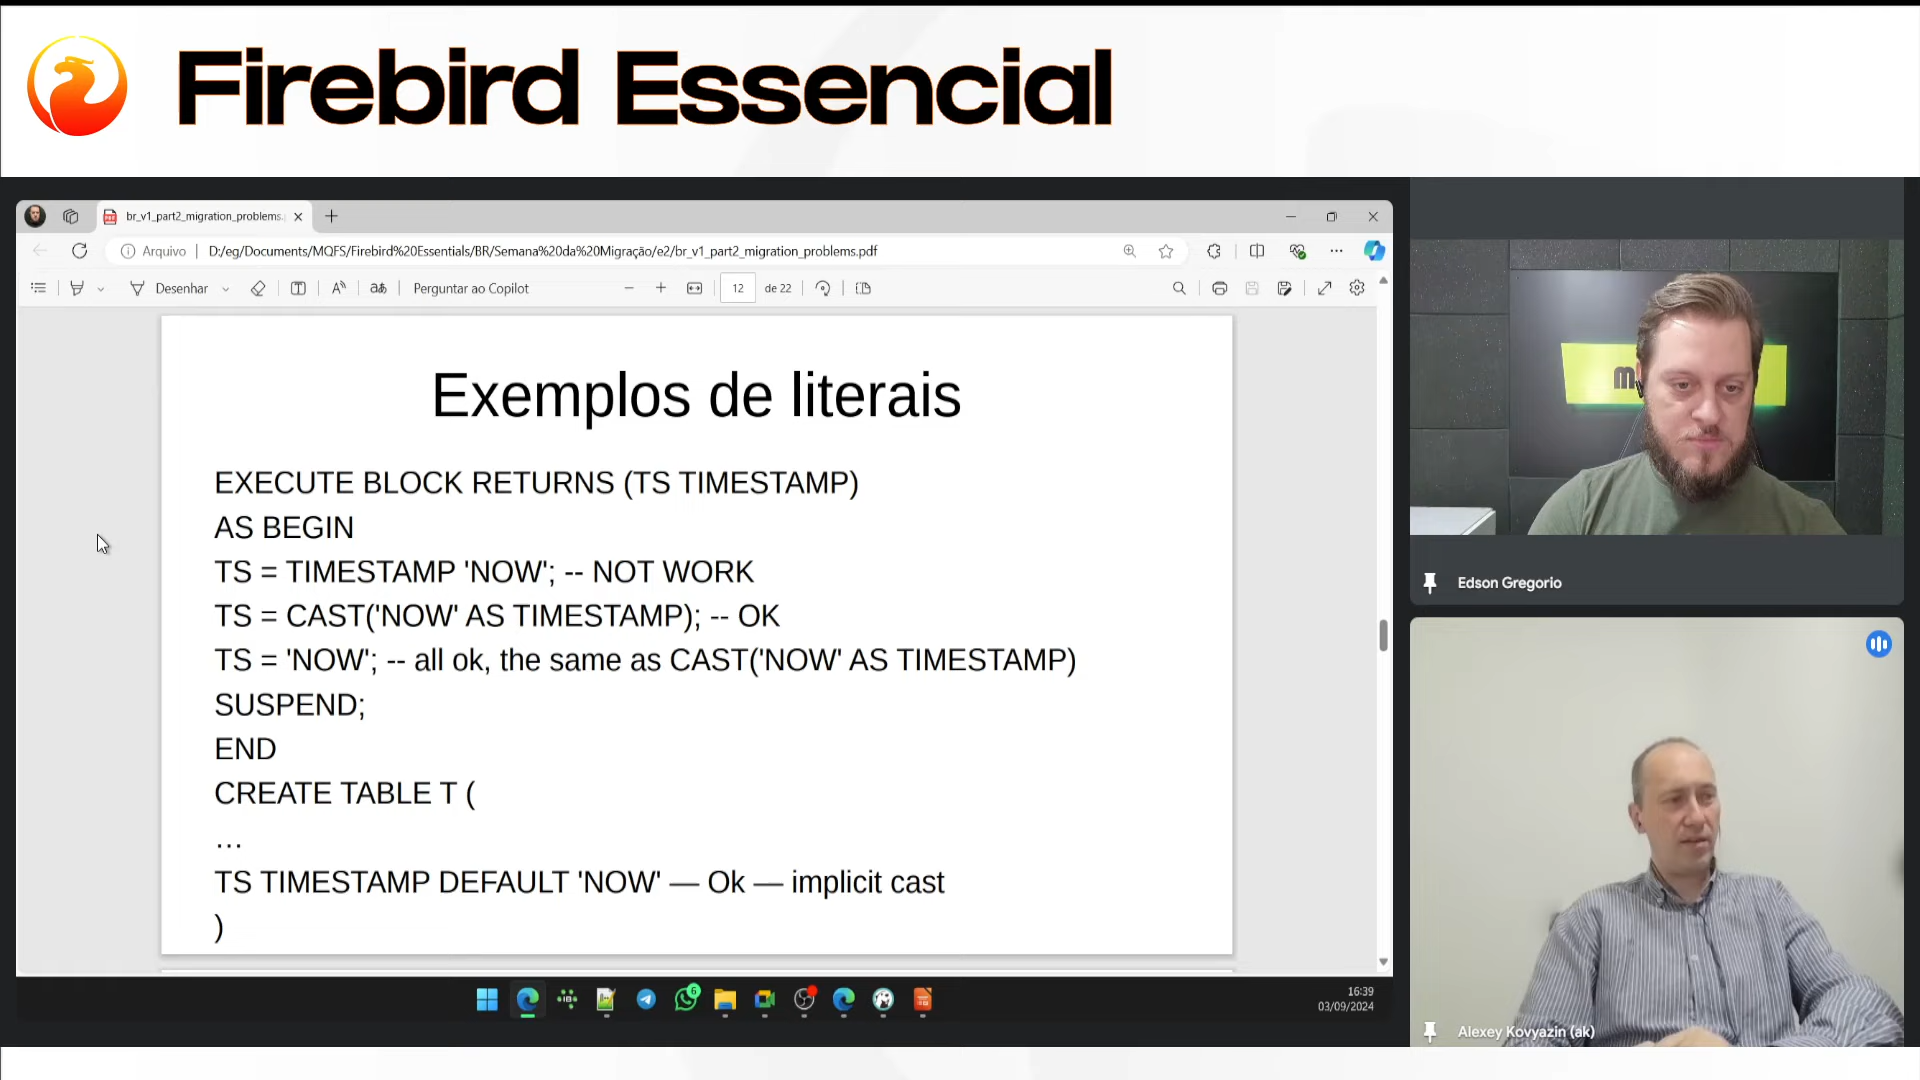 Firebird Essencial
br_v1_part2_migration_problems.
Arquivo
D:/eg/Documents/MQFS/Firebird%20Essentials/BR/Semana%20da%20Migração/e2/br_v1_part2_migration_problems.pdf
Desenhar
Perguntar ao Copilot
12
de 22
Exemplos de literais
EXECUTE BLOCK RETURNS (TS TIMESTAMP)
AS BEGIN
TS = TIMESTAMP 'NOW'; -- NOT WORK
TS = CAST('NOW' AS TIMESTAMP); -- OK
TS = 'NOW'; -- all ok, the same as CAST('NOW' AS TIMESTAMP)
SUSPEND;
END
CREATE TABLE T (
…
TS TIMESTAMP DEFAULT 'NOW' — Ok — implicit cast
)
16:39
03/09/2024
Edson Gregorio
Alexey Kovyazin (ak)